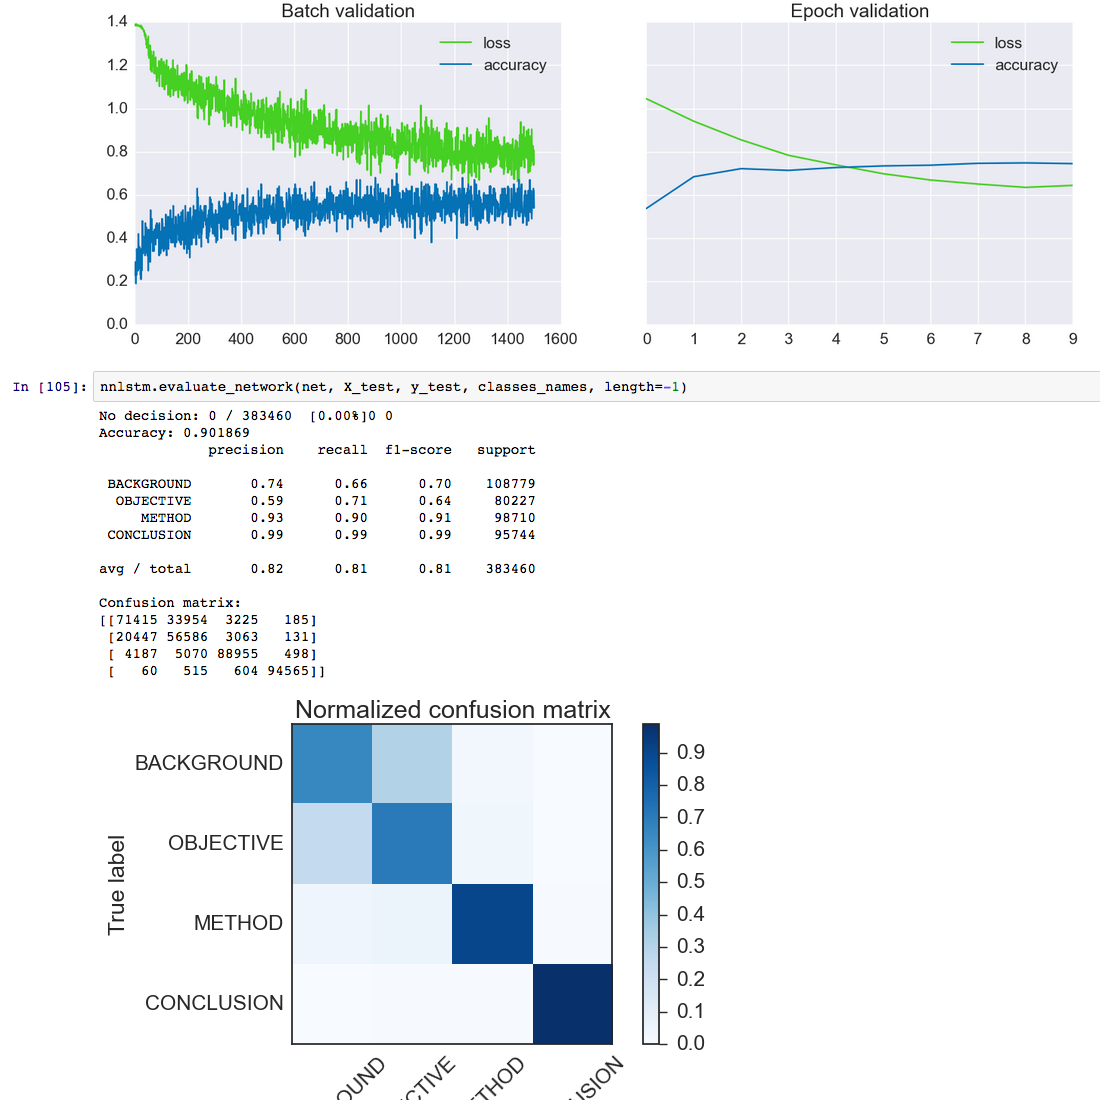 Batch validation
1.4
1.2
1.0
0.8
0.6
0.4
0.2
0.0
loss
accuracy
0 200 400 600 800 1000 1200 1400 1600
Epoch validation
loss
accuracy
0 1 2 3 4 5 6 7 8 9
In [105]: nnlstm.evaluate_network(net, X_test, y_test, classes_names, length=-1)
No decision: 0 / 383460  [0.00%]0 0
Accuracy: 0.901869
precision recall f1-score support
BACKGROUND 0.74 0.66 0.70 108779
OBJECTIVE 0.59 0.71 0.64 80227
METHOD 0.93 0.90 0.91 98710
CONCLUSION 0.99 0.99 0.99 95744
avg / total 0.82 0.81 0.81 383460
Confusion matrix:
[[71415 33954 3225 185]
[20447 56586 3063 131]
[ 4187 5070 88955 498]
[ 60 515 604 94565]]
Normalized confusion matrix
True label
BACKGROUND
OBJECTIVE
METHOD
CONCLUSION
OUND
CTIVE
THOD
USION
0.9
0.8
0.7
0.6
0.5
0.4
0.3
0.2
0.1
0.0